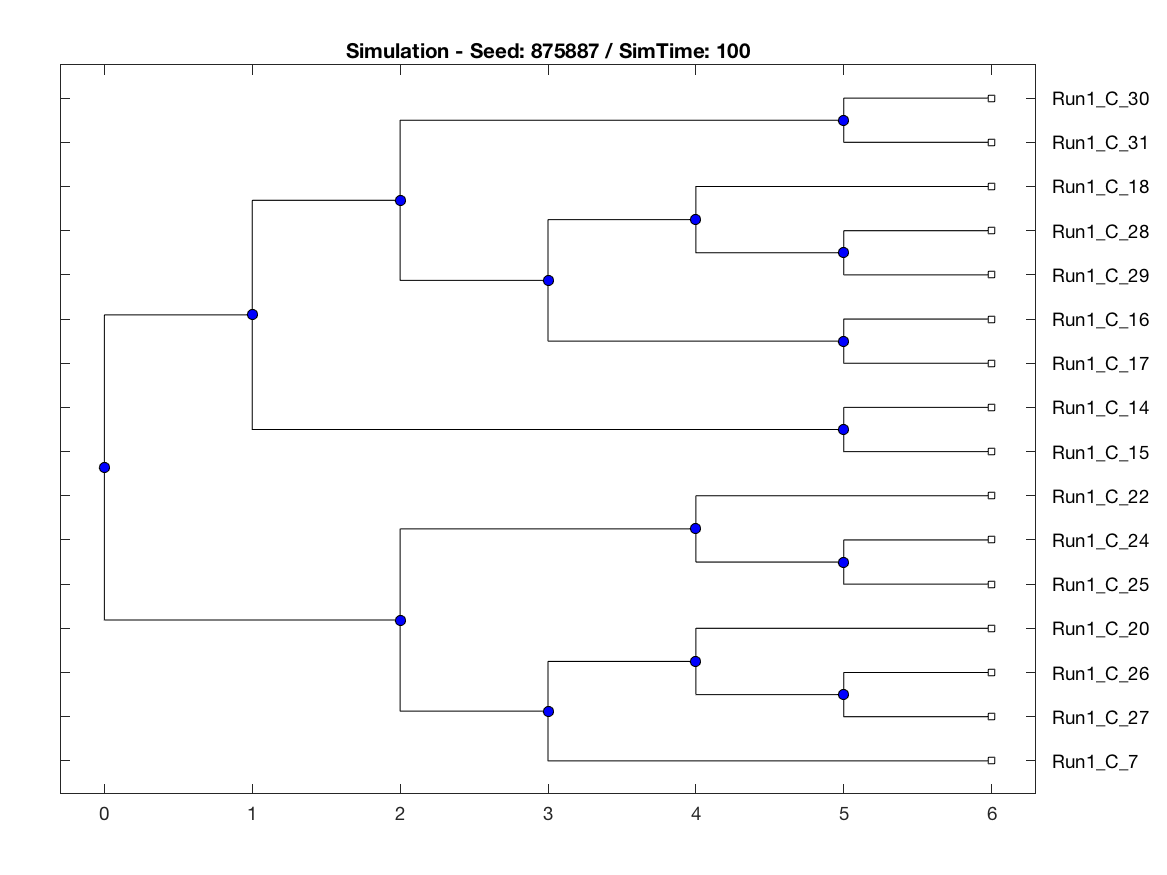 Simulation - Seed: 875887 / SimTime: 100
Run1_C_30
Run1_C_31
Run1_C_18
Run1_C_28
Run1_C_29
Run1_C_16
Run1_C_17
Run1_C_14
Run1_C_15
Run1_C_22
Run1_C_24
Run1_C_25
Run1_C_20
Run1_C_26
Run1_C_27
Run1_C_7
0 1 2 3 4 5 6